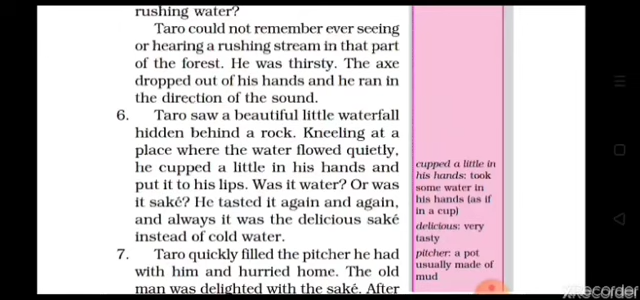 rushing water?
Taro could not remember ever seeing
or hearing a rushing stream in that part
of the forest. He was thirsty. The axe
dropped out of his hands and he ran in
the direction of the sound.
6. Taro saw a beautiful little waterfall
hidden behind a rock. Kneeling at a
place where the water flowed quietly,
he cupped a little in his hands and
put it to his lips. Was it water? Or was
it saké? He tasted it again and again,
and always it was the delicious saké
instead of cold water.
7. Taro quickly filled the pitcher he had
with him and hurried home. The old
man was delighted with the saké. After
cupped a little in
his hands: took
some water in
his hands (as if
in a cup)
delicious: very
tasty
pitcher: a pot
usually made of
mud